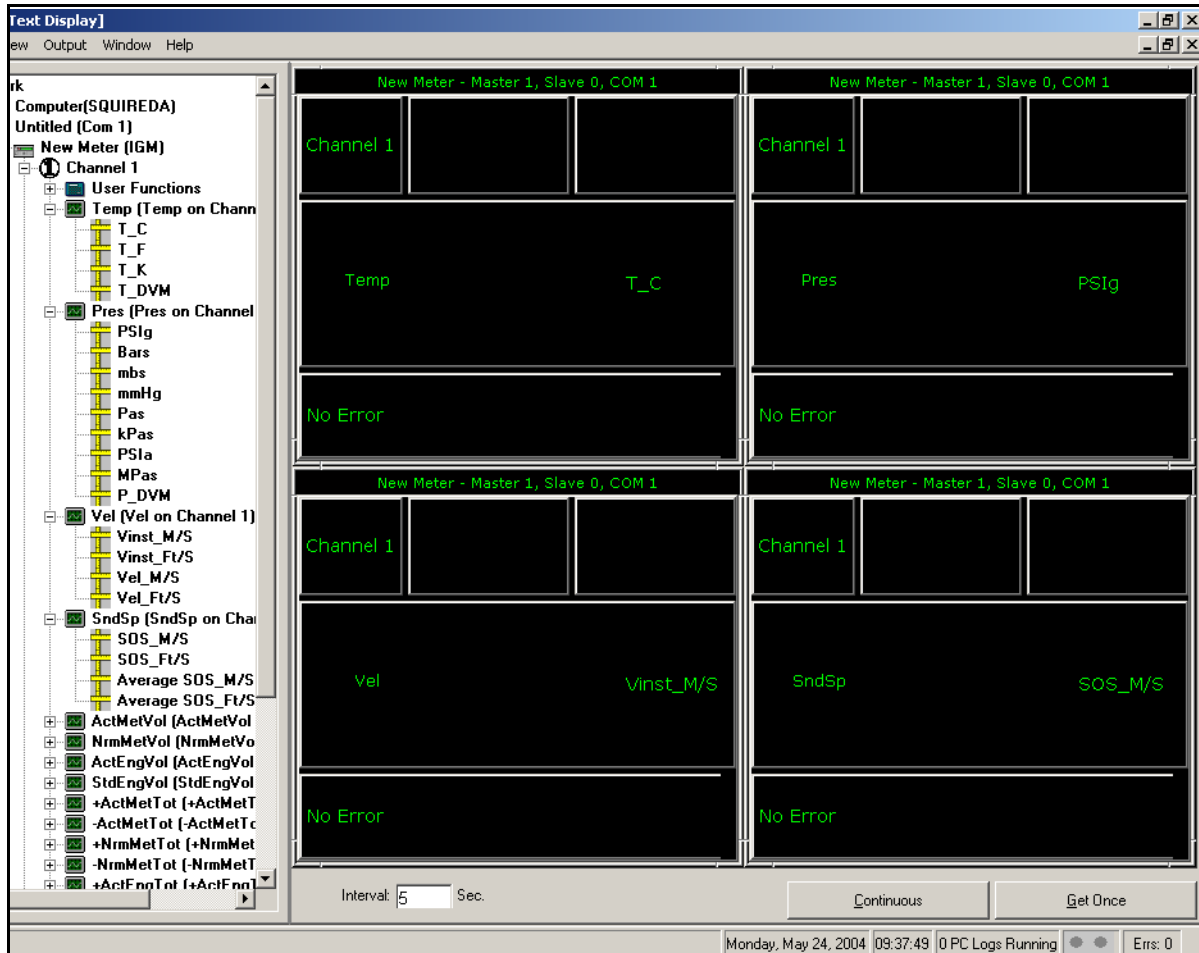 Text Display]
ew Output Window Help
rk
Computer(SQUIREDA)
Untitled (Com 1)
New Meter (IGM)
1 Channel 1
User Functions
Temp (Temp on Chann
T_C
T_F
T_K
T_DVM
Pres (Pres on Channel
PSIg
Bars
mbs
mmHg
Pas
kPas
PSIa
MPas
P_DVM
Vel (Vel on Channel 1)
Vinst_M/S
Vinst_Ft/S
Vel_M/S
Vel_Ft/S
SndSp (SndSp on Cha
SOS_M/S
SOS_Ft/S
Average SOS_M/S
Average SOS_Ft/S
ActMetVol (ActMetVol
NrmMetVol (NrmMetVo
ActEngVol (ActEngVol
StdEngVol (StdEngVol
+ActMetTot (+ActMetT
-ActMetTot (-ActMetTo
+NrmMetTot (+NrmMet
-NrmMetTot (-NrmMetT
+ActEngTot (+ActEngT
New Meter - Master 1, Slave 0, COM 1
Channel 1
Temp T_C
No Error
New Meter - Master 1, Slave 0, COM 1
Channel 1
Pres PSIg
No Error
New Meter - Master 1, Slave 0, COM 1
Channel 1
Vel Vinst_M/S
No Error
New Meter - Master 1, Slave 0, COM 1
Channel 1
SndSp SOS_M/S
No Error
Interval: 5 Sec.
Continuous
Get Once
Monday, May 24, 2004 09:37:49 0 PC Logs Running Errs: 0